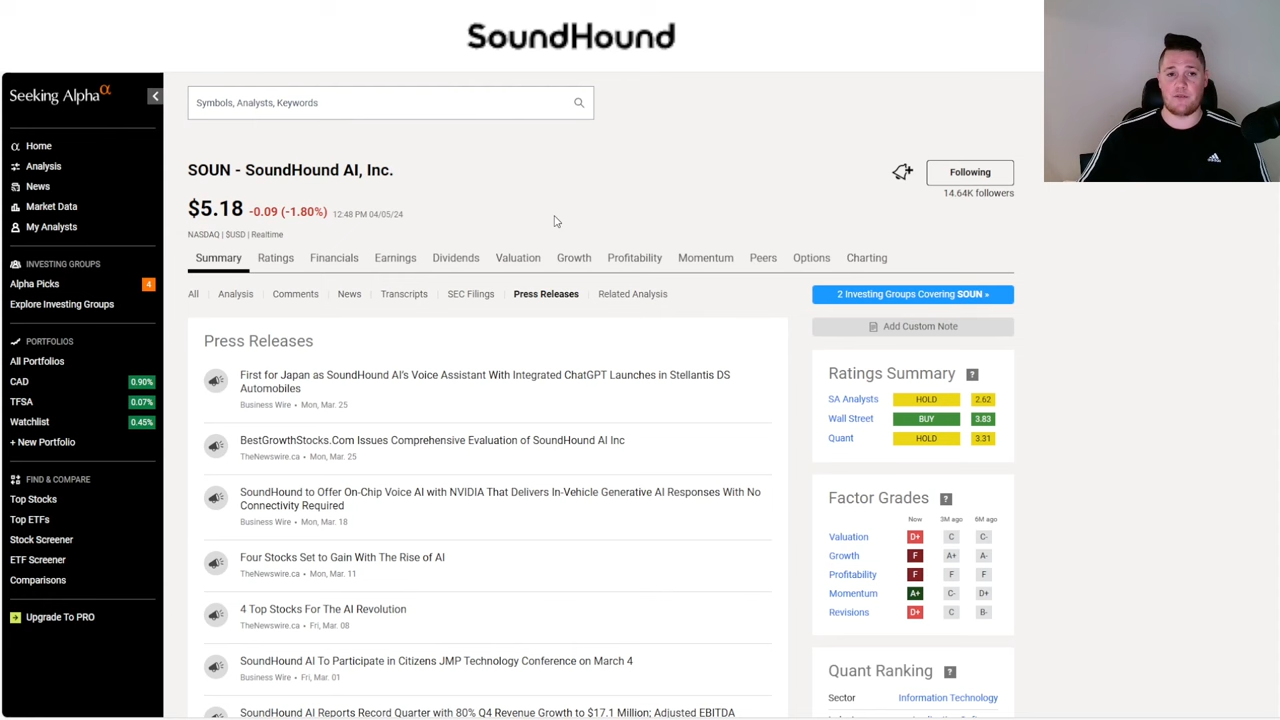 SoundHound
Seeking Alpha α
Home
Analysis
News
Market Data
My Analysts
INVESTING GROUPS
Alpha Picks 4
Explore Investing Groups
PORTFOLIOS
All Portfolios
CAD 0.90%
TFSA 0.07%
Watchlist 0.45%
+ New Portfolio
FIND & COMPARE
Top Stocks
Top ETFs
Stock Screener
ETF Screener
Comparisons
Upgrade To PRO
Symbols, Analysts, Keywords
SOUN - SoundHound AI, Inc.
Following
14.64K followers
$5.18 -0.09 (-1.80%) 12:48 PM 04/05/24
NASDAQ | $USD | Realtime
Summary Ratings Financials Earnings Dividends Valuation Growth Profitability Momentum Peers Options Charting
All | Analysis | Comments | News | Transcripts | SEC Filings | Press Releases | Related Analysis
Press Releases
First for Japan as SoundHound AI's Voice Assistant With Integrated ChatGPT Launches in Stellantis DS
Automobiles
Business Wire • Mon, Mar. 25
BestGrowthStocks.Com Issues Comprehensive Evaluation of SoundHound AI Inc
TheNewswire.ca • Mon, Mar. 25
SoundHound to Offer On-Chip Voice AI with NVIDIA That Delivers In-Vehicle Generative AI Responses With No
Connectivity Required
Business Wire • Mon, Mar. 18
Four Stocks Set to Gain With The Rise of AI
TheNewswire.ca • Mon, Mar. 11
4 Top Stocks For The AI Revolution
TheNewswire.ca • Fri, Mar. 08
SoundHound AI To Participate in Citizens JMP Technology Conference on March 4
Business Wire • Fri, Mar. 01
SoundHound AI Reports Record Quarter with 80% Q4 Revenue Growth to $17.1 Million; Adjusted EBITDA
2 Investing Groups Covering SOUN »
Add Custom Note
Ratings Summary ?
SA Analysts HOLD 2.62
Wall Street BUY 3.83
Quant HOLD 3.31
Factor Grades ?
Now 3M ago 6M ago
Valuation D+ C C-
Growth F A+ A-
Profitability F F F
Momentum A+ C- D+
Revisions D+ C B-
Quant Ranking ?
Sector Information Technology